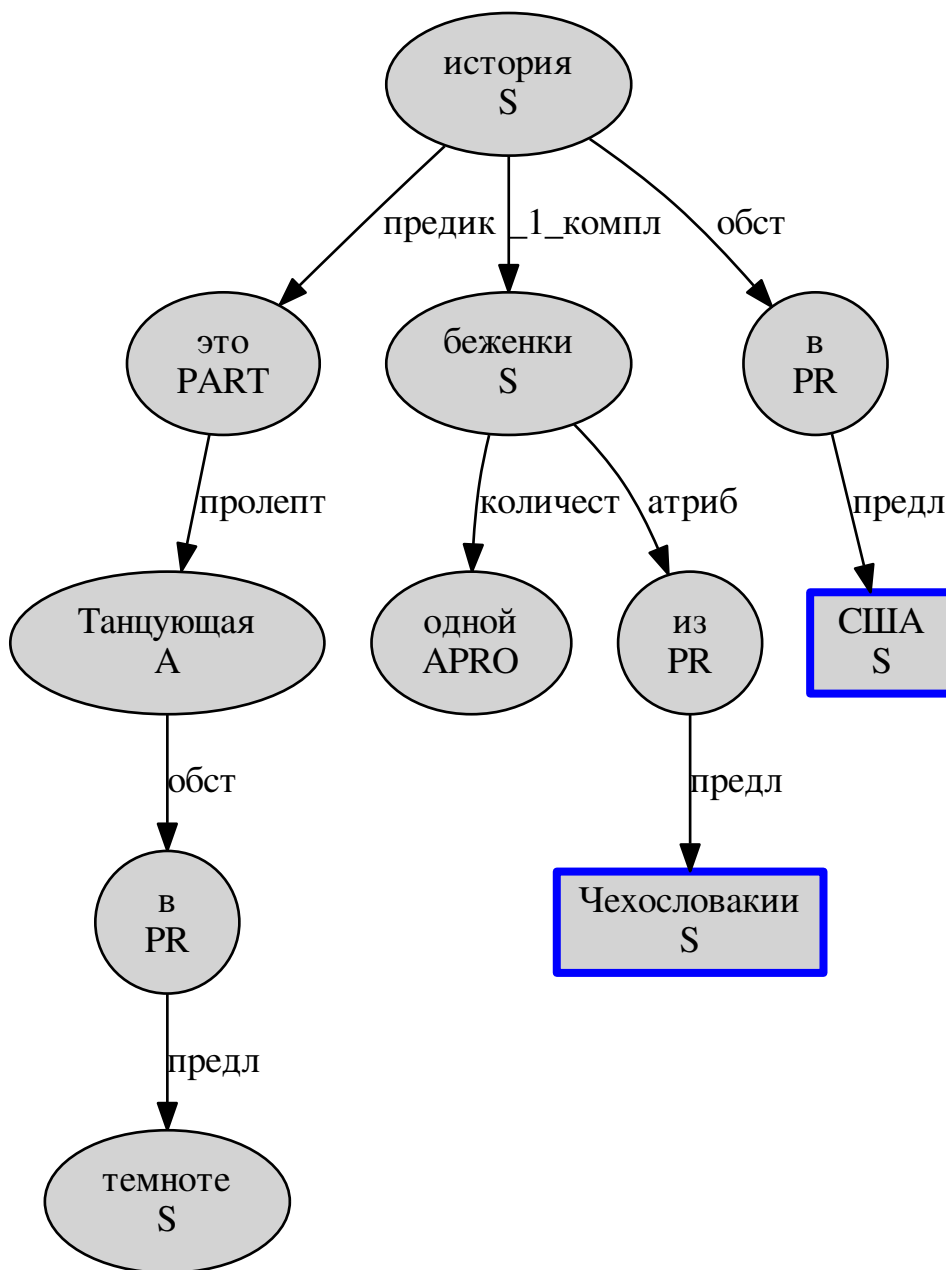 история
S
предик
_1_компл
обст
это
PART
беженки
S
в
PR
пролепт
количест
атриб
предл
Танцующая
A
одной
APRO
из
PR
США
S
обст
предл
в
PR
Чехословакии
S
предл
темноте
S